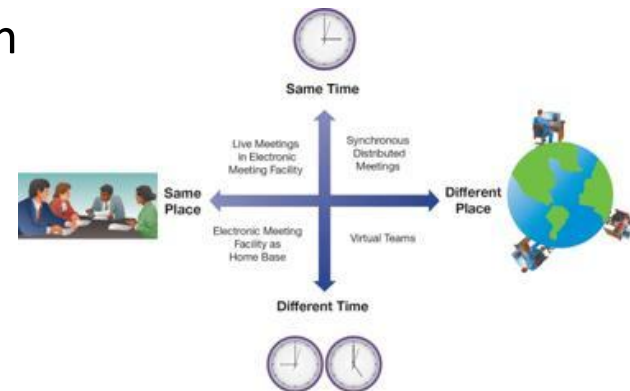 n
Same Time
Live Meetings
in Electronic
Meeting Facility
Synchronous
Distributed
Meetings
Same
Place
Different
Place
Electronic Meeting
Facility as
Home Base
Virtual Teams
Different Time